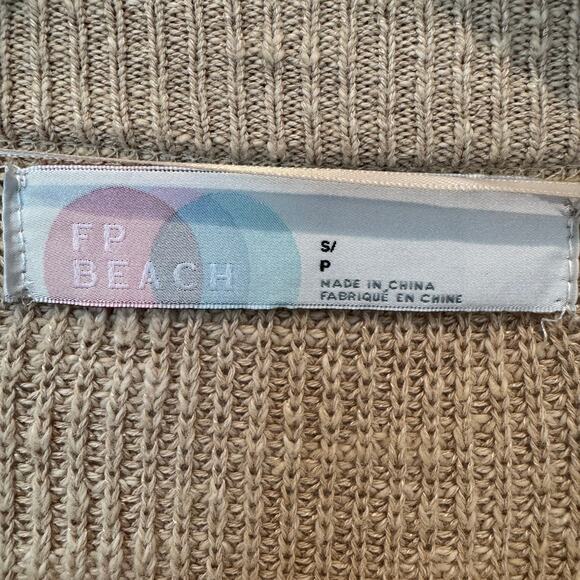 FP
BEACH
S/
P
MADE IN CHINA
FABRIQUÉ EN CHINE